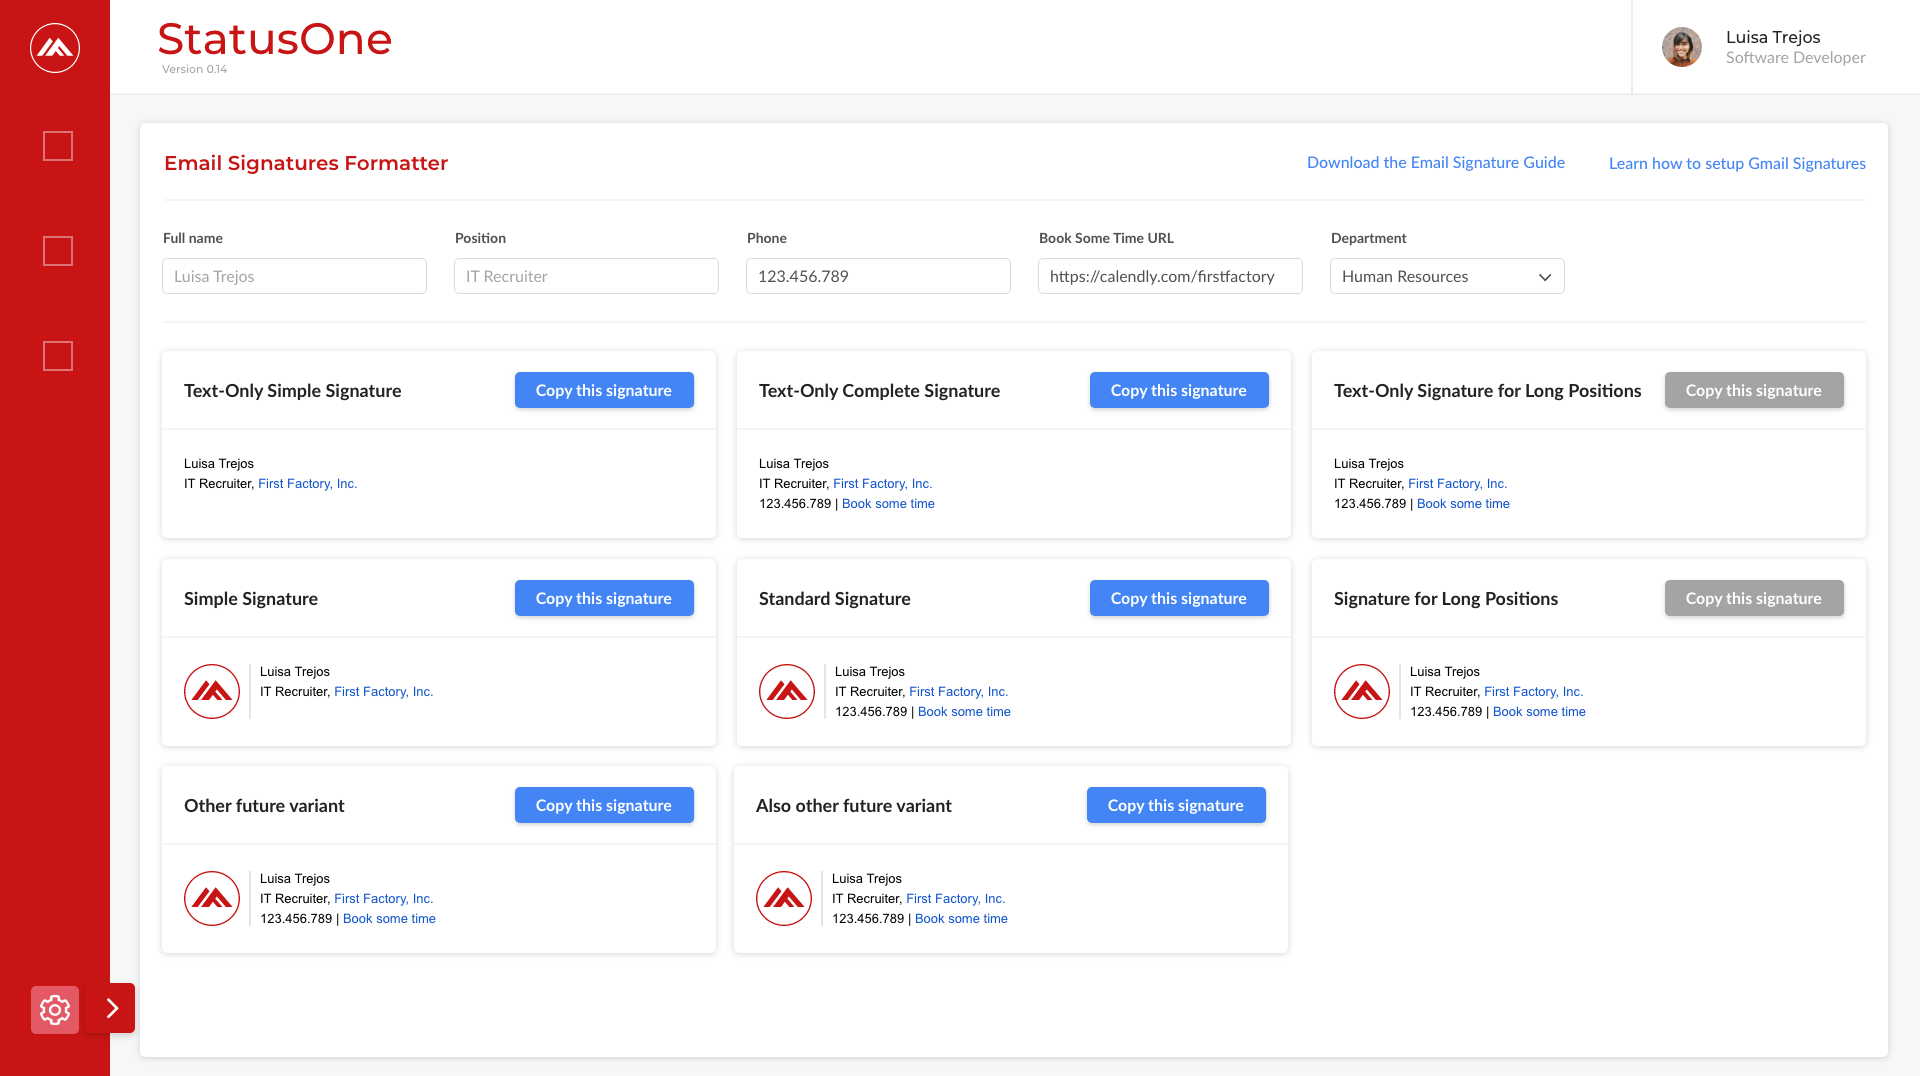 StatusOne
Version 0.14
Luisa Trejos
Software Developer
Email Signatures Formatter
Download the Email Signature Guide
Learn how to setup Gmail Signatures
Full name
Position
Phone
Book Some Time URL
Department
Luisa Trejos
IT Recruiter
123.456.789
https://calendly.com/firstfactory
Human Resources
Text-Only Simple Signature
Copy this signature
Luisa Trejos
IT Recruiter, First Factory, Inc.
Text-Only Complete Signature
Copy this signature
Luisa Trejos
IT Recruiter, First Factory, Inc.
123.456.789 | Book some time
Text-Only Signature for Long Positions
Copy this signature
Luisa Trejos
IT Recruiter, First Factory, Inc.
123.456.789 | Book some time
Simple Signature
Copy this signature
Luisa Trejos
IT Recruiter, First Factory, Inc.
Standard Signature
Copy this signature
Luisa Trejos
IT Recruiter, First Factory, Inc.
123.456.789 | Book some time
Signature for Long Positions
Copy this signature
Luisa Trejos
IT Recruiter, First Factory, Inc.
123.456.789 | Book some time
Other future variant
Copy this signature
Luisa Trejos
IT Recruiter, First Factory, Inc.
123.456.789 | Book some time
Also other future variant
Copy this signature
Luisa Trejos
IT Recruiter, First Factory, Inc.
123.456.789 | Book some time